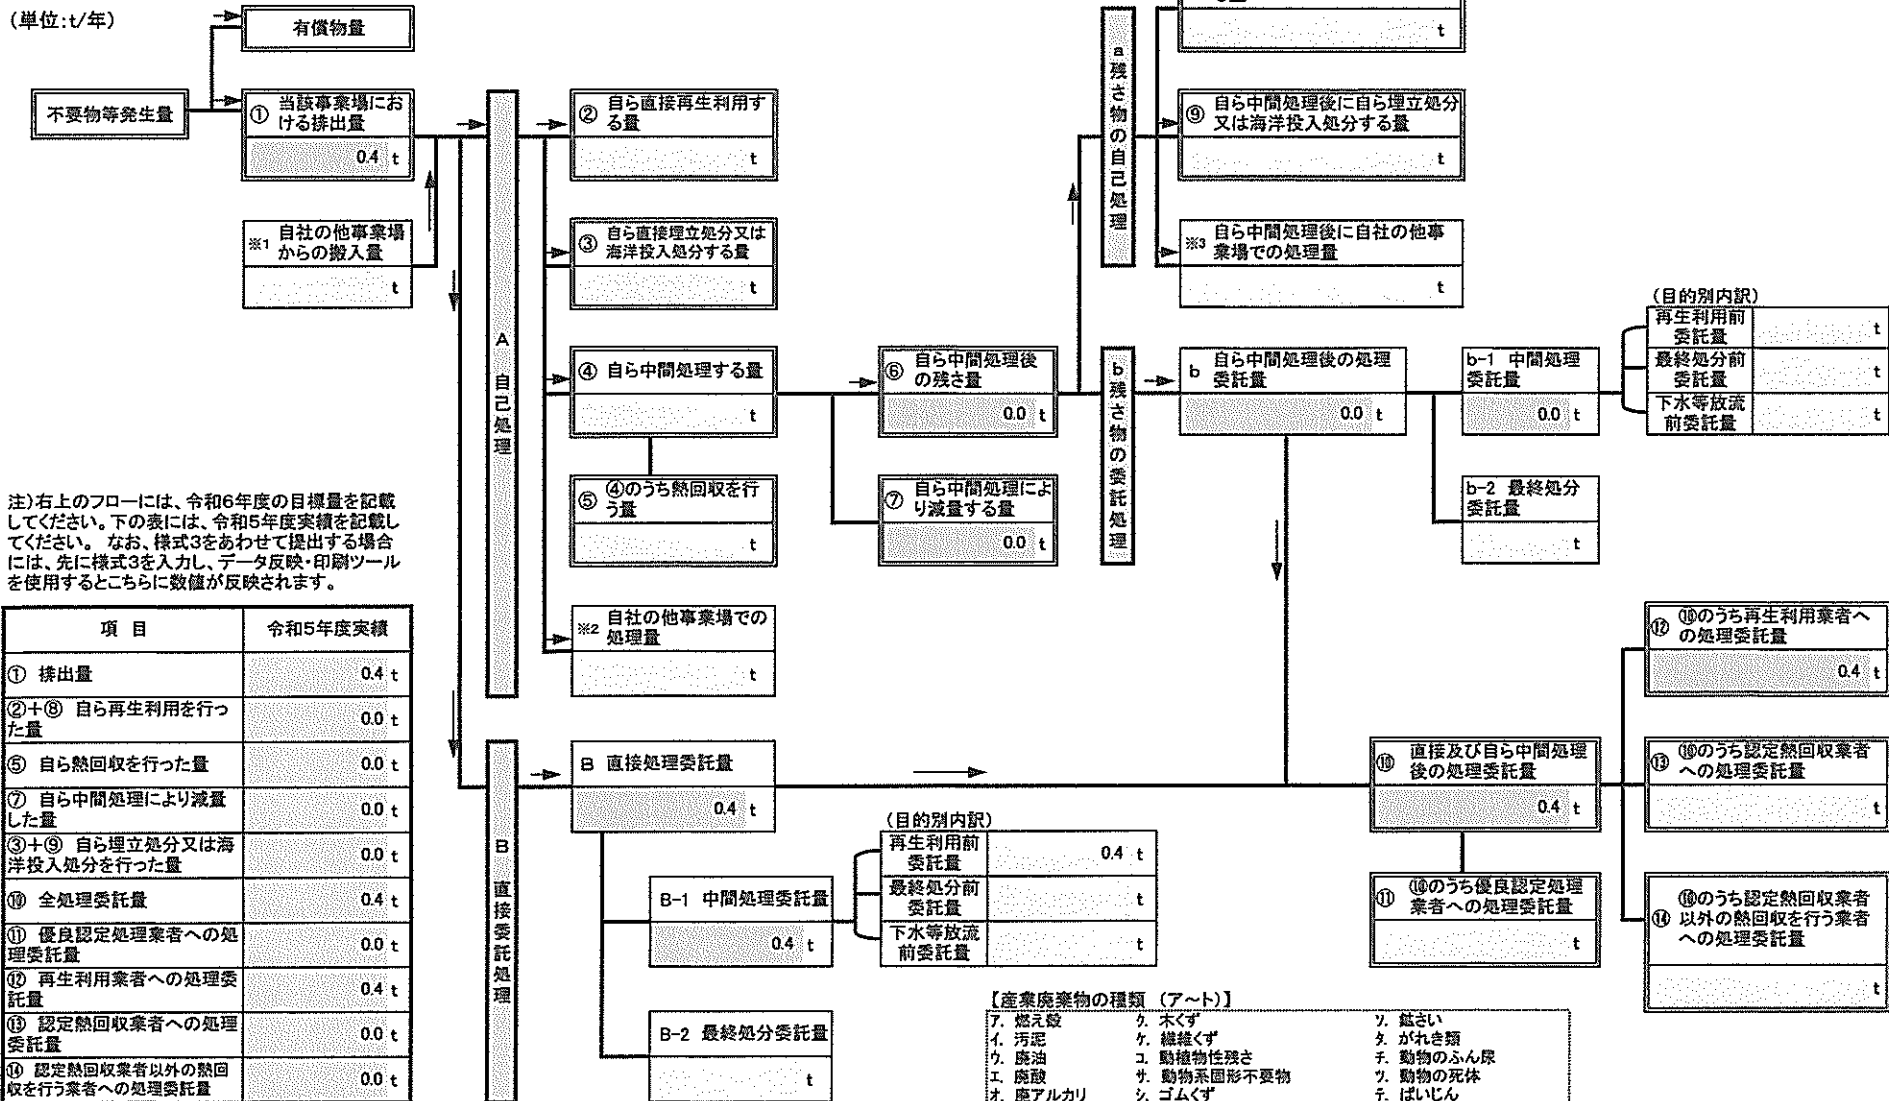 (単位:t/年)
有償物量
不要物等発生量
① 当該事業場にお
ける排出量
0.4 t
※1 自社の他事業場
からの搬入量
t
A 自己処理
② 自ら直接再生利用す
る量
t
③ 自ら直接埋立処分又は
海洋投入処分する量
t
④ 自ら中間処理する量
t
⑤ ④のうち熱回収を行
う量
t
※2 自社の他事業場での
処理量
t
⑥ 自ら中間処理後
の残さ量
0.0 t
⑦ 自ら中間処理によ
り減量する量
0.0 t
a 残さ物の自己処理
t
⑨ 自ら中間処理後に自ら埋立処分
又は海洋投入処分する量
t
※3 自ら中間処理後に自社の他事
業場での処理量
t
b 残さ物の委託処理
b 自ら中間処理後の処理
委託量
0.0 t
b-1 中間処理
委託量
0.0 t
(目的別内訳)
再生利用前
委託量
t
最終処分前
委託量
t
下水等放流
前委託量
t
b-2 最終処分
委託量
t
注)右上のフローには、令和6年度の目標量を記載
してください。下の表には、令和5年度実績を記載し
てください。 なお、様式3をあわせて提出する場合
には、先に様式3を入力し、データ反映・印刷ツール
を使用するとこちらに数値が反映されます。
項 目 令和5年度実績
① 排出量 0.4 t
②+⑧ 自ら再生利用を行っ
た量 0.0 t
⑤ 自ら熱回収を行った量 0.0 t
⑦ 自ら中間処理により減量
した量 0.0 t
③+⑨ 自ら埋立処分又は海
洋投入処分を行った量 0.0 t
⑩ 全処理委託量 0.4 t
⑪ 優良認定処理業者への処
理委託量 0.0 t
⑫ 再生利用業者への処理委
託量 0.4 t
⑬ 認定熱回収業者への処理
委託量 0.0 t
⑭ 認定熱回収業者以外の熱回
収を行う業者への処理委託量 0.0 t
B 直接委託処理
B 直接処理委託量
0.4 t
B-1 中間処理委託量
0.4 t
(目的別内訳)
再生利用前
委託量
0.4 t
最終処分前
委託量
t
下水等放流
前委託量
t
B-2 最終処分委託量
t
⑩ 直接及び自ら中間処理
後の処理委託量
0.4 t
⑪ ⑩のうち優良認定処理
業者への処理委託量
t
⑫ ⑩のうち再生利用業者へ
の処理委託量
0.4 t
⑬ ⑩のうち認定熱回収業者
への処理委託量
t
⑭ ⑩のうち認定熱回収業者
以外の熱回収を行う業者
への処理委託量
t
【産業廃棄物の種類 (ア~ト)】
ア. 燃え殻 ク. 木くず ソ. 鉱さい
イ. 汚泥 ケ. 繊維くず タ. がれき類
ウ. 廃油 コ. 動植物性残さ チ. 動物のふん尿
エ. 廃酸 サ. 動物系固形不要物 ツ. 動物の死体
オ. 廃アルカリ シ. ゴムくず テ. ばいじん